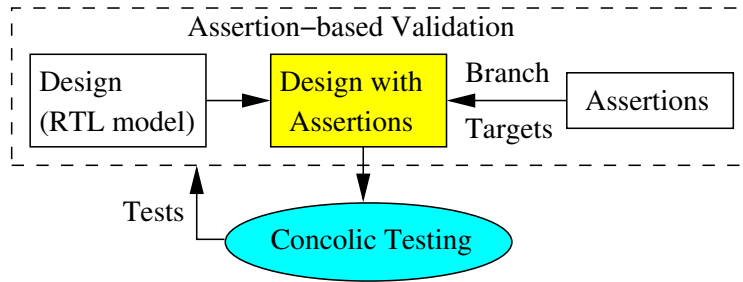 Assertion−based Validation
Design
(RTL model)
Design with
Assertions
Branch
Targets
Assertions
Tests
Concolic Testing